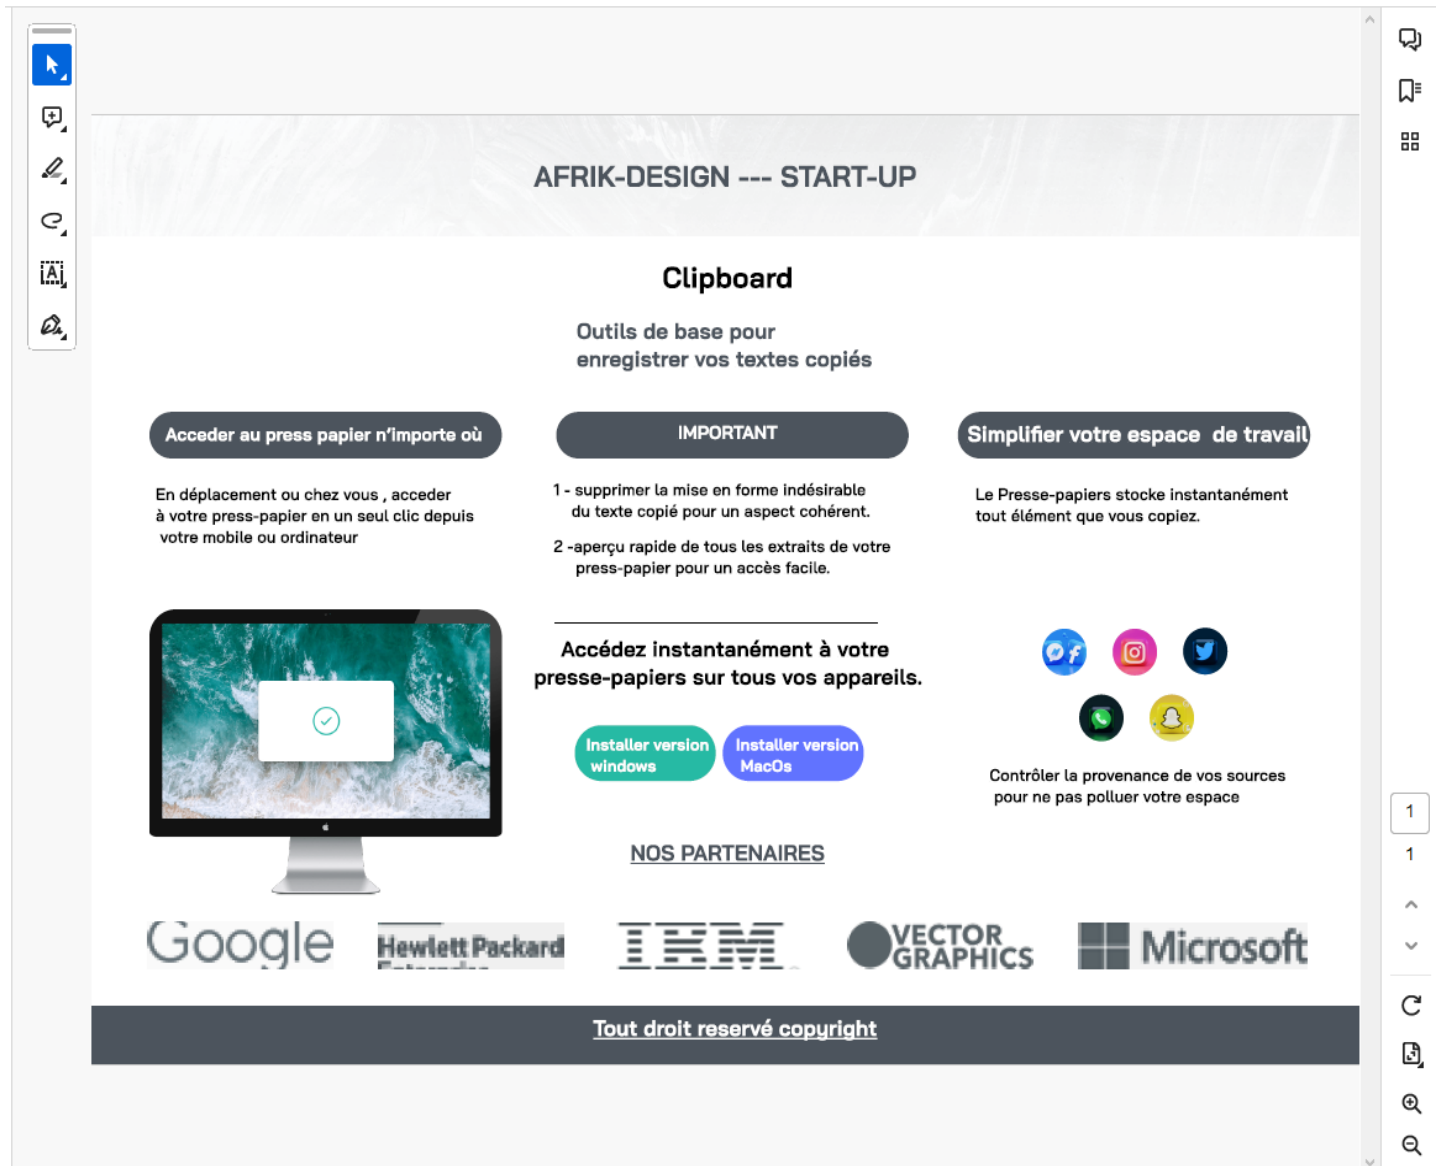 AFRIK-DESIGN --- START-UP
Clipboard
Outils de base pour
enregistrer vos textes copiés
Acceder au press papier n’importe où
En déplacement ou chez vous , acceder
à votre press-papier en un seul clic depuis
votre mobile ou ordinateur
IMPORTANT
1 - supprimer la mise en forme indésirable
du texte copié pour un aspect cohérent.
2 -aperçu rapide de tous les extraits de votre
press-papier pour un accès facile.
Simplifier votre espace de travail
Le Presse-papiers stocke instantanément
tout élément que vous copiez.
Accédez instantanément à votre
presse-papiers sur tous vos appareils.
Installer version
windows
Installer version
MacOs
Contrôler la provenance de vos sources
pour ne pas polluer votre espace
NOS PARTENAIRES
Google
Hewlett Packard
IBM
VECTOR
GRAPHICS
Microsoft
Tout droit reservé copyright
1
1